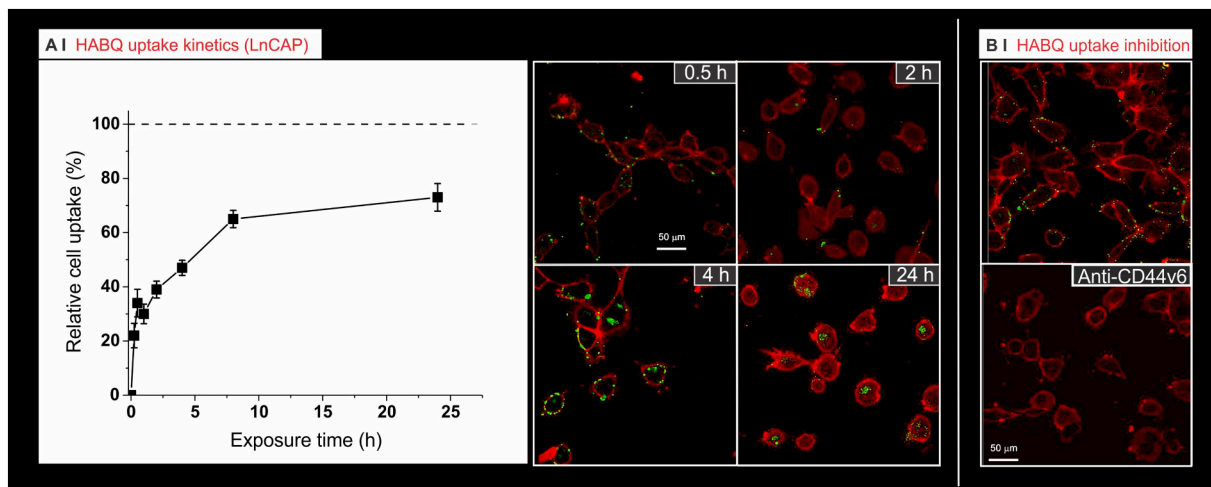 A I HABQ uptake kinetics (LnCAP)
100
80
60
40
20
0
Relative cell uptake (%)
0 5 10 15 20 25
Exposure time (h)
0.5 h
50 μm
2 h
4 h
24 h
B I HABQ uptake inhibition
Anti-CD44v6
50 μm